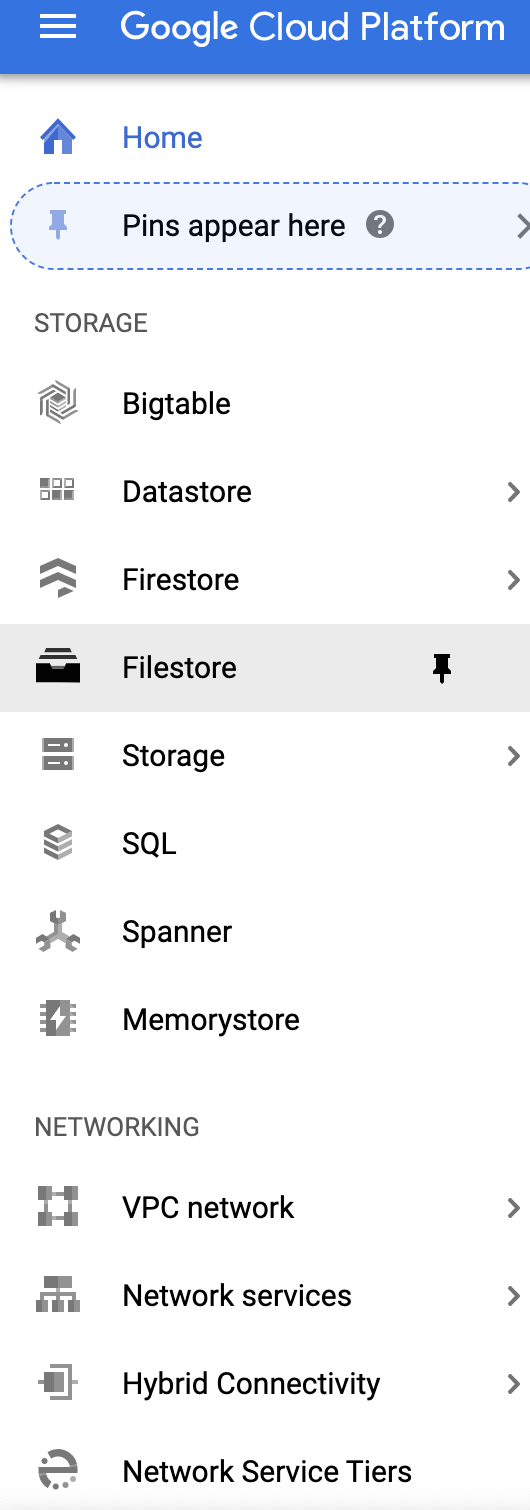 Google Cloud Platform
Home
Pins appear here ?
STORAGE
Bigtable
Datastore
Firestore
Filestore
Storage
SQL
Spanner
Memorystore
NETWORKING
VPC network
Network services
Hybrid Connectivity
Network Service Tiers